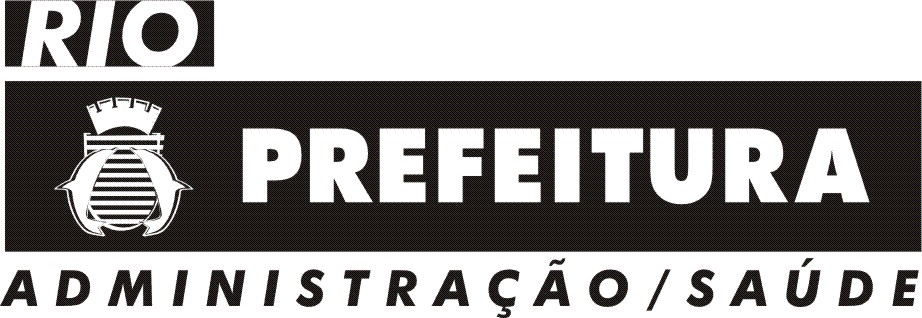 RIO
PREFEITURA
ADMINISTRAÇÃO/SAÚDE